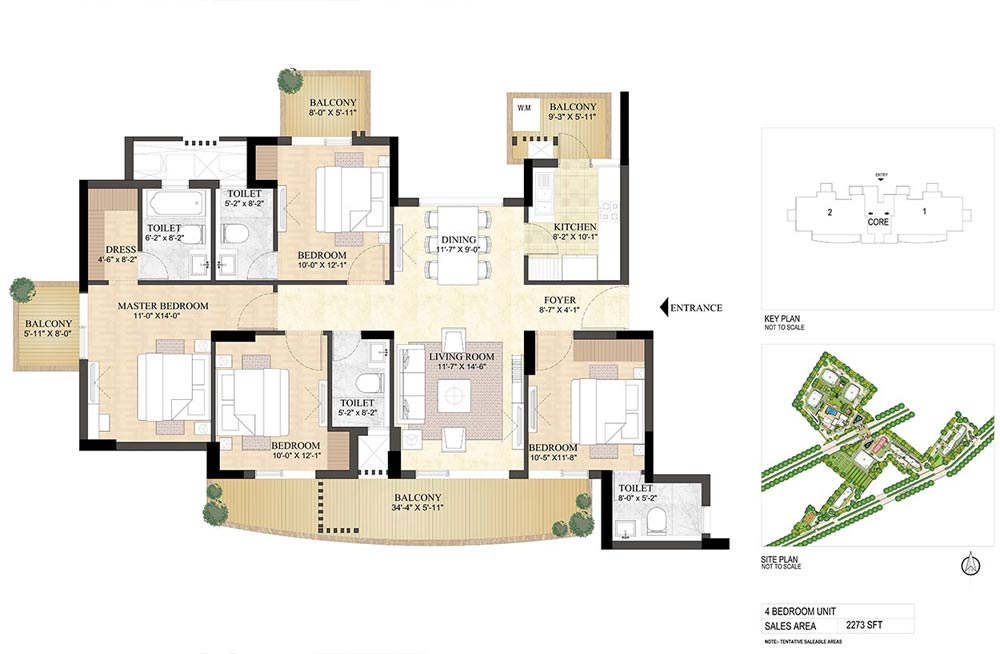 BALCONY
8'-0" X 5'-11"
W.M
BALCONY
9'-3" X 5'-11"
TOILET
5'-2" x 8'-2"
TOILET
6'-2" x 8'-2"
KITCHEN
8'-2" X 10'-1"
DRESS
4'-6" x 8'-2"
DINING
11'-7" X 9'-0"
BEDROOM
10'-0" X 12'-1"
MASTER BEDROOM
11'-0" X14'-0"
FOYER
8'-7" X 4'-1"
ENTRANCE
BALCONY
5'-11" X 8'-0"
LIVING ROOM
11'-7" X 14'-6"
TOILET
5'-2" x 8'-2"
BEDROOM
10'-0" X 12'-1"
BEDROOM
10'-5" X11'-8"
TOILET
8'-0" x 5'-2"
BALCONY
34'-4" X 5'-11"
ENTRY
2
CORE
1
KEY PLAN
NOT TO SCALE
SITE PLAN
NOT TO SCALE
4 BEDROOM UNIT
SALES AREA 2273 SFT
NOTE:- TENTATIVE SALEABLE AREAS